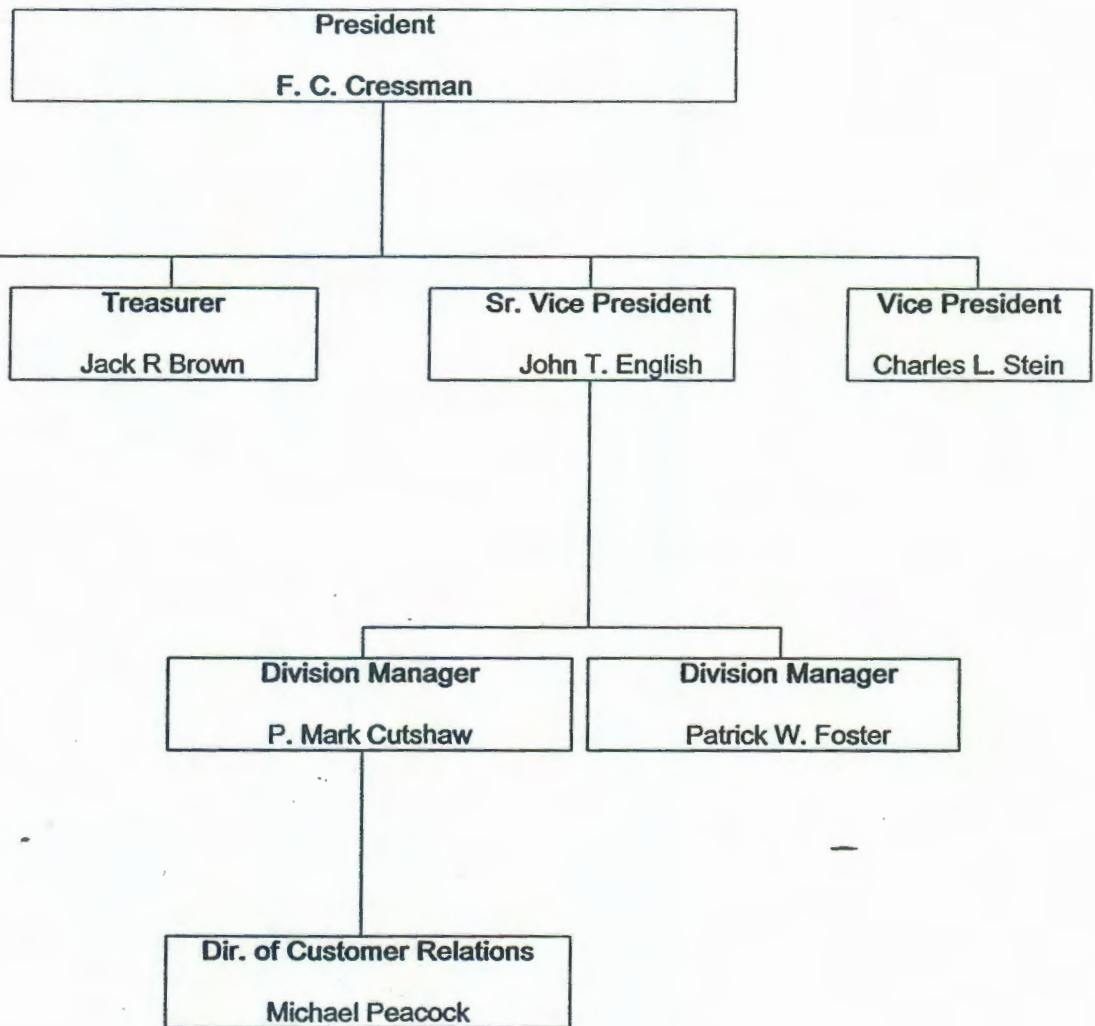 President
F. C. Cressman
Treasurer
Jack R Brown
Sr. Vice President
John T. English
Vice President
Charles L. Stein
Division Manager
P. Mark Cutshaw
Division Manager
Patrick W. Foster
Dir. of Customer Relations
Michael Peacock